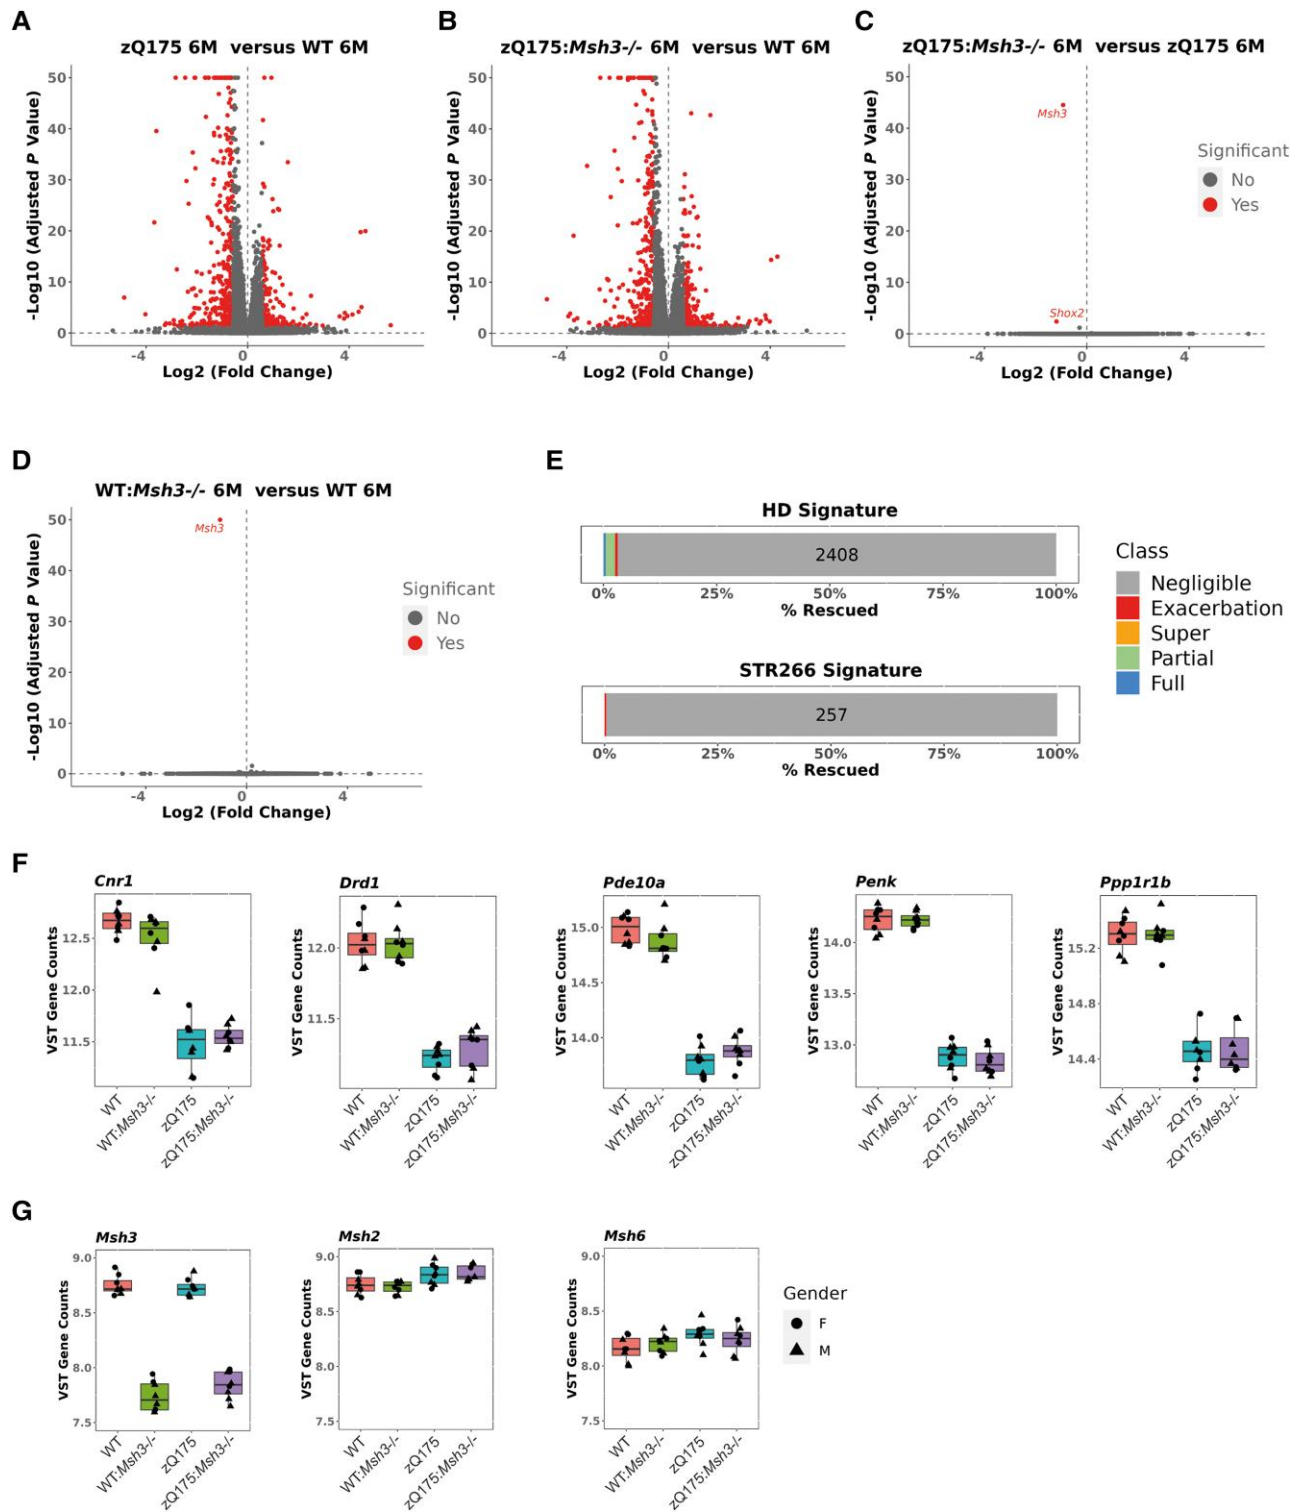 A
zQ175 6M versus WT 6M
-Log10 (Adjusted P Value)
50
40
30
20
10
0
-4
0
4
Log2 (Fold Change)
B
zQ175:Msh3-/- 6M versus WT 6M
-Log10 (Adjusted P Value)
50
40
30
20
10
0
-4
0
4
Log2 (Fold Change)
C
zQ175:Msh3-/- 6M versus zQ175 6M
-Log10 (Adjusted P Value)
50
40
30
20
10
0
Msh3
Shox2
-4
0
4
Log2 (Fold Change)
Significant
No
Yes
D
WT:Msh3-/- 6M versus WT 6M
-Log10 (Adjusted P Value)
50
40
30
20
10
0
Msh3
-4
0
4
Log2 (Fold Change)
Significant
No
Yes
E
HD Signature
2408
0%
25%
50%
75%
100%
% Rescued
STR266 Signature
257
0%
25%
50%
75%
100%
% Rescued
Class
Negligible
Exacerbation
Super
Partial
Full
F
Cnr1
VST Gene Counts
12.5
12.0
11.5
WT
WT:Msh3-/-
zQ175
zQ175:Msh3-/-
Drd1
VST Gene Counts
12.0
11.5
WT
WT:Msh3-/-
zQ175
zQ175:Msh3-/-
Pde10a
VST Gene Counts
15.0
14.5
14.0
WT
WT:Msh3-/-
zQ175
zQ175:Msh3-/-
Penk
VST Gene Counts
14.0
13.5
13.0
WT
WT:Msh3-/-
zQ175
zQ175:Msh3-/-
Ppp1r1b
VST Gene Counts
15.2
14.8
14.4
WT
WT:Msh3-/-
zQ175
zQ175:Msh3-/-
G
Msh3
VST Gene Counts
9.0
8.5
8.0
7.5
WT
WT:Msh3-/-
zQ175
zQ175:Msh3-/-
Msh2
VST Gene Counts
9.0
8.5
8.0
7.5
WT
WT:Msh3-/-
zQ175
zQ175:Msh3-/-
Msh6
VST Gene Counts
9.0
8.5
8.0
7.5
WT
WT:Msh3-/-
zQ175
zQ175:Msh3-/-
Gender
F
M